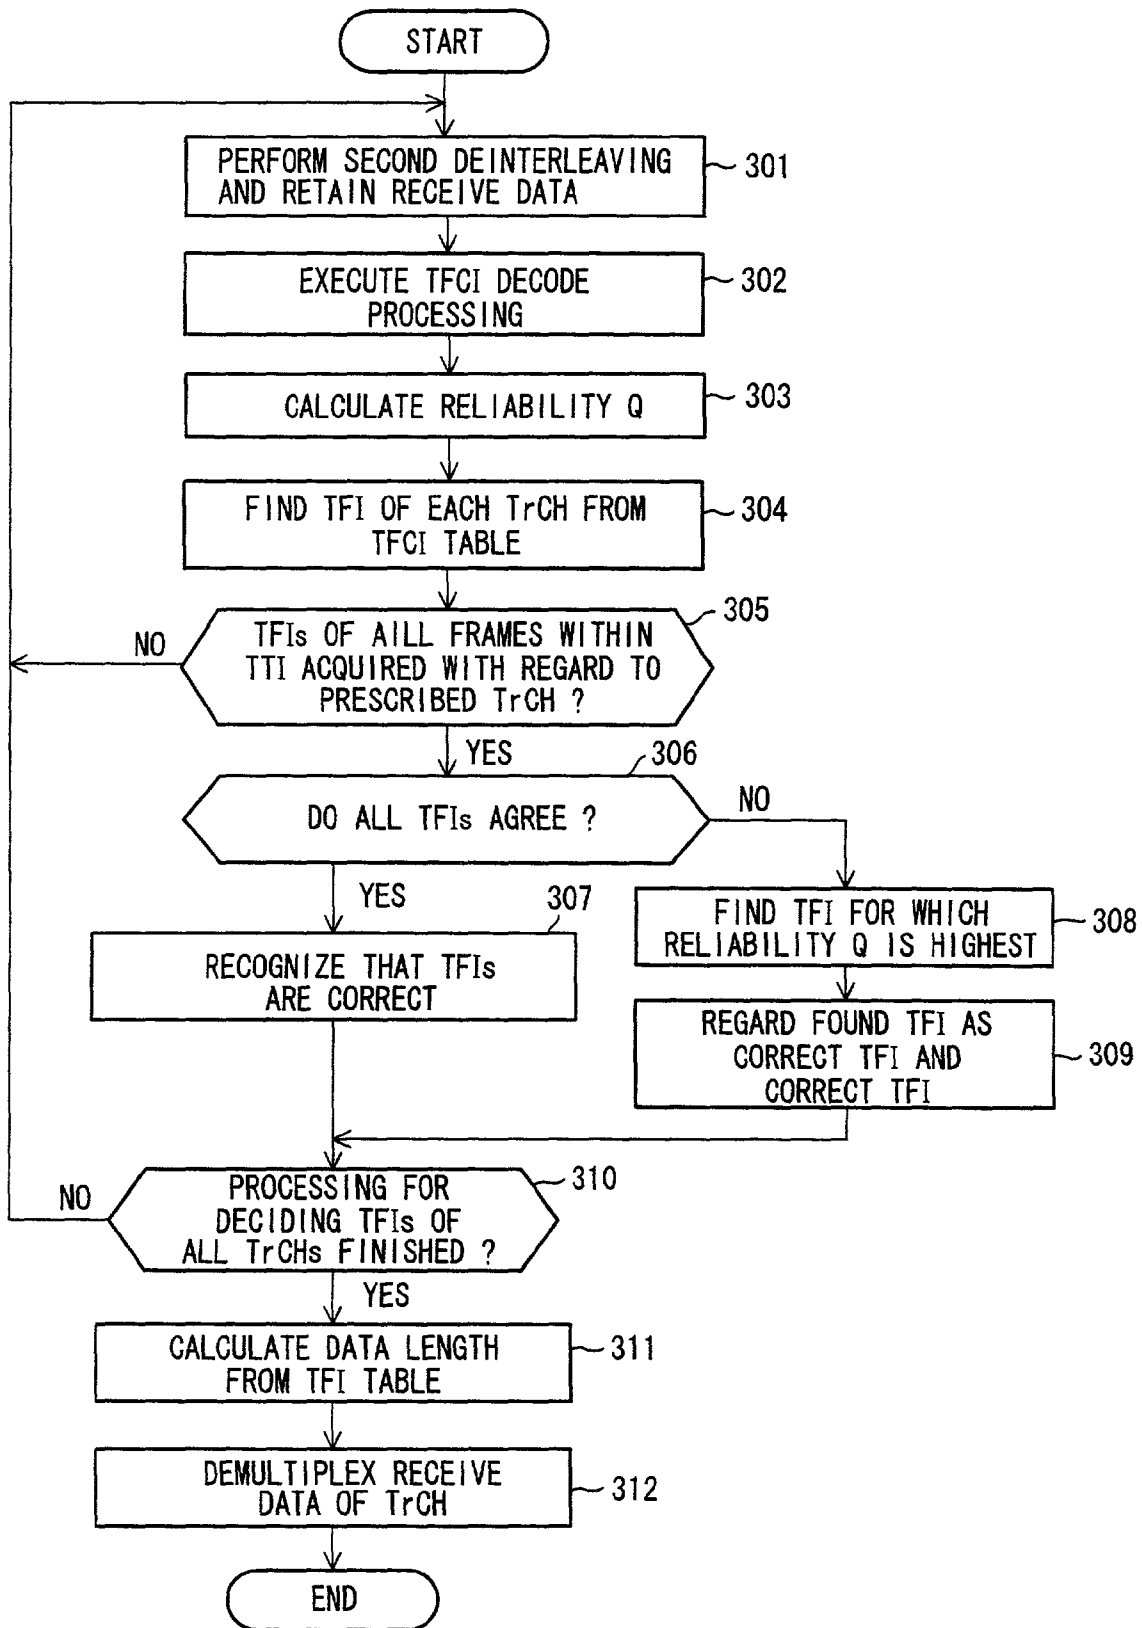 START
PERFORM SECOND DEINTERLEAVING
AND RETAIN RECEIVE DATA
301
EXECUTE TFCI DECODE
PROCESSING
302
CALCULATE RELIABILITY Q
303
FIND TFI OF EACH TrCH FROM
TFCI TABLE
304
305
NO
TFIs OF AILL FRAMES WITHIN
TTI ACQUIRED WITH REGARD TO
PRESCRIBED TrCH ?
YES
306
DO ALL TFIs AGREE ?
NO
YES
307
RECOGNIZE THAT TFIs
ARE CORRECT
FIND TFI FOR WHICH
RELIABILITY Q IS HIGHEST
308
REGARD FOUND TFI AS
CORRECT TFI AND
CORRECT TFI
309
NO
PROCESSING FOR
DECIDING TFIs OF
ALL TrCHs FINISHED ?
310
YES
CALCULATE DATA LENGTH
FROM TFI TABLE
311
DEMULTIPLEX RECEIVE
DATA OF TrCH
312
END